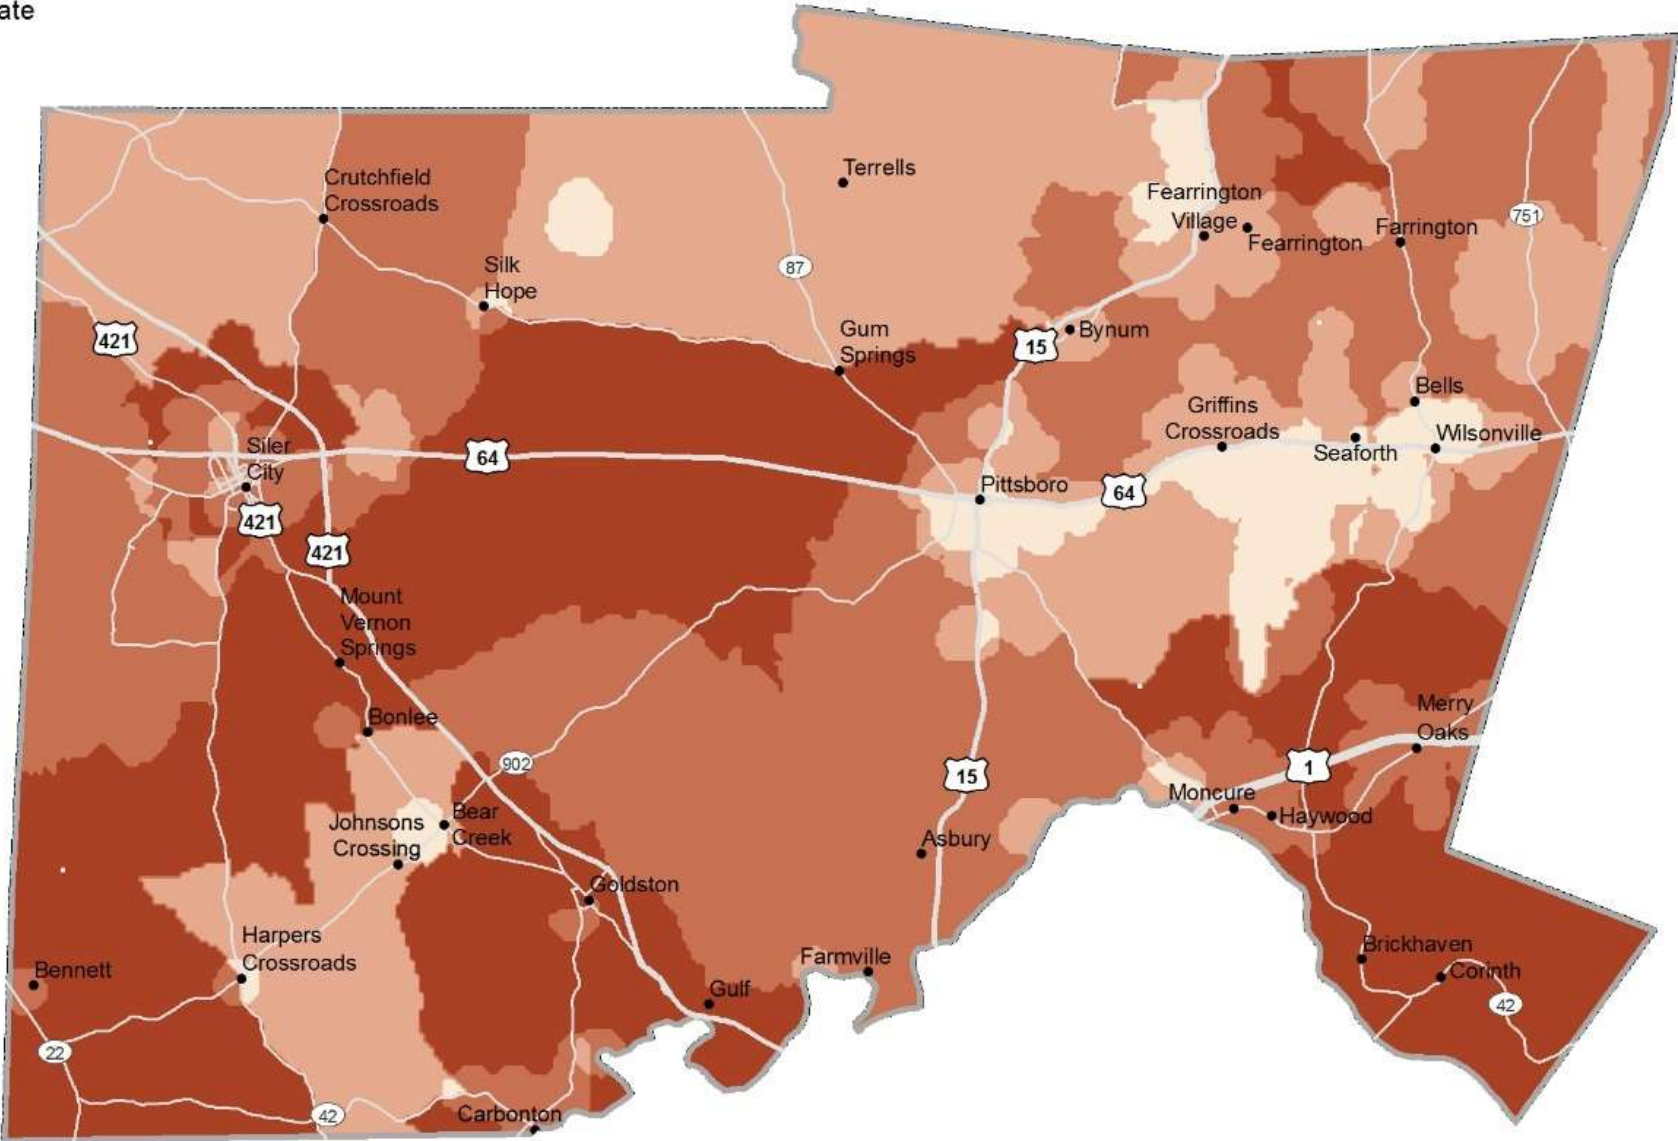 ate
Terrells
Crutchfield
Crossroads
Fearrington
Village
Fearrington
Farrington
751
Silk
Hope
87
421
Gum
Springs
15
Bynum
Bells
Griffins
Crossroads
Wilsonville
Seaforth
Siler
City
64
Pittsboro
64
421
421
Mount
Vernon
Springs
Bonlee
Merry
Oaks
902
15
1
Moncure
Haywood
Johnsons
Crossing
Bear
Creek
Asbury
Goldston
Harpers
Crossroads
Farmville
Brickhaven
Bennett
Corinth
Gulf
42
22
42
Carbonton